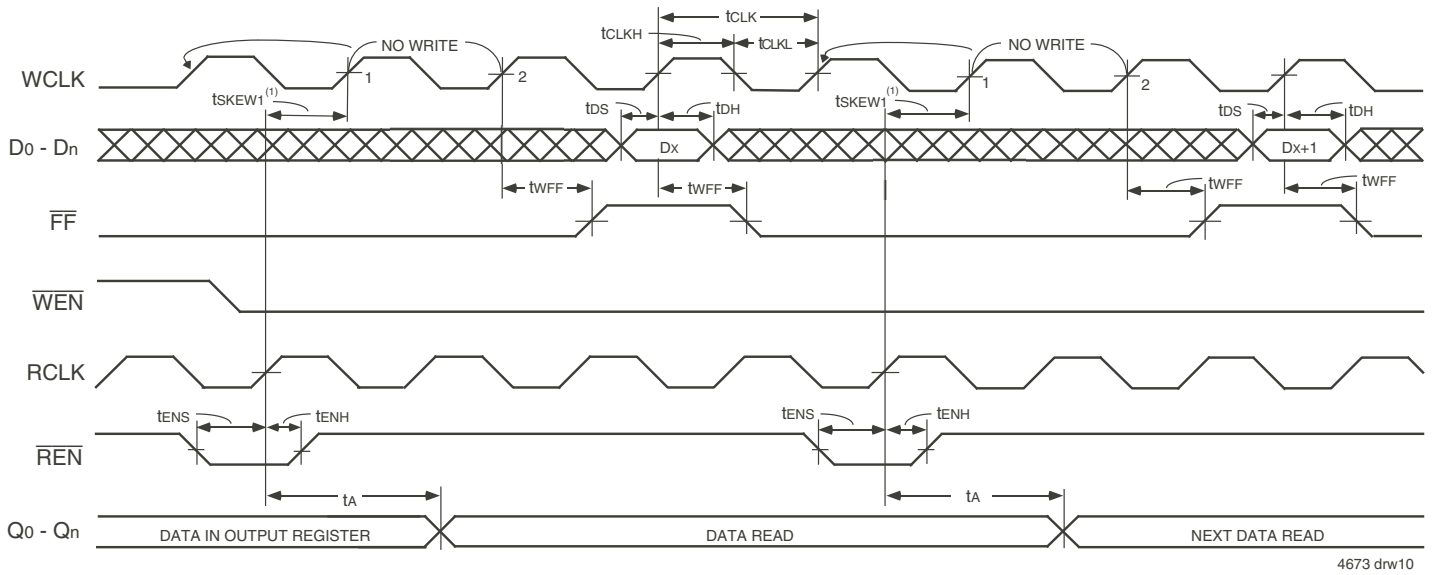 tCLK
tCLKH
tCLKL
NO WRITE
NO WRITE
WCLK
1
2
1
2
tSKEW1(1)
tDS
tDH
tSKEW1(1)
tDS
tDH
D0 - Dn
DX
DX+1
tWFF
tWFF
tWFF
tWFF
FF
WEN
RCLK
tENS
tENH
tENS
tENH
REN
tA
tA
Q0 - Qn
DATA IN OUTPUT REGISTER
DATA READ
NEXT DATA READ
4673 drw10